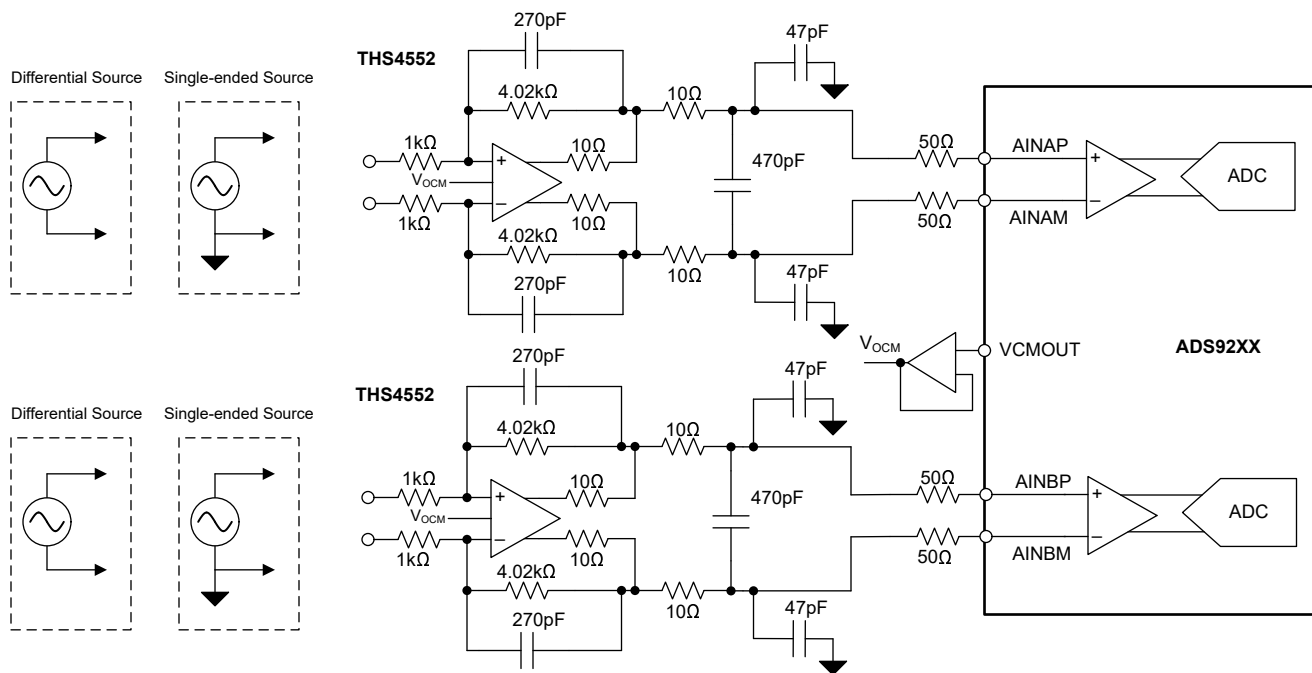 270pF
47pF
THS4552
Differential Source
Single-ended Source
4.02kΩ
10Ω
1kΩ
10Ω
50Ω
AINAP
+
+
VOCM
470pF
ADC
−
−
1kΩ
10Ω
50Ω
AINAM
4.02kΩ
10Ω
47pF
270pF
VOCM
VCMOUT
ADS92XX
270pF
47pF
THS4552
Differential Source
Single-ended Source
4.02kΩ
10Ω
1kΩ
10Ω
50Ω
AINBP
+
+
VOCM
470pF
ADC
−
−
1kΩ
10Ω
50Ω
AINBM
4.02kΩ
10Ω
47pF
270pF